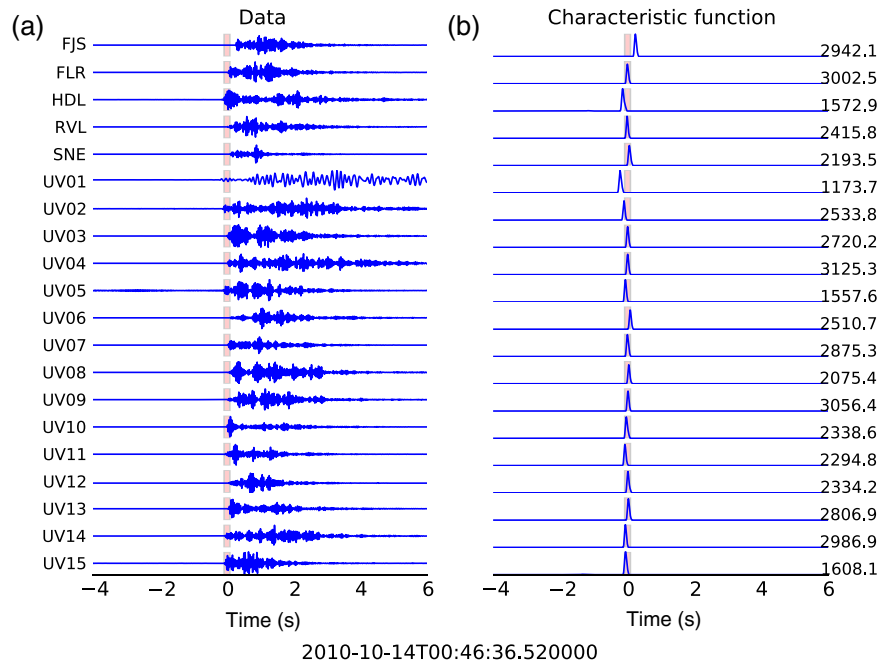 (a) Data (b) Characteristic function
FJS 2942.1
FLR 3002.5
HDL 1572.9
RVL 2415.8
SNE 2193.5
UV01 1173.7
UV02 2533.8
UV03 2720.2
UV04 3125.3
UV05 1557.6
UV06 2510.7
UV07 2875.3
UV08 2075.4
UV09 3056.4
UV10 2338.6
UV11 2294.8
UV12 2334.2
UV13 2806.9
UV14 2986.9
UV15 1608.1
−4 −2 0 2 4 6 −4 −2 0 2 4 6
Time (s) Time (s)
2010-10-14T00:46:36.520000